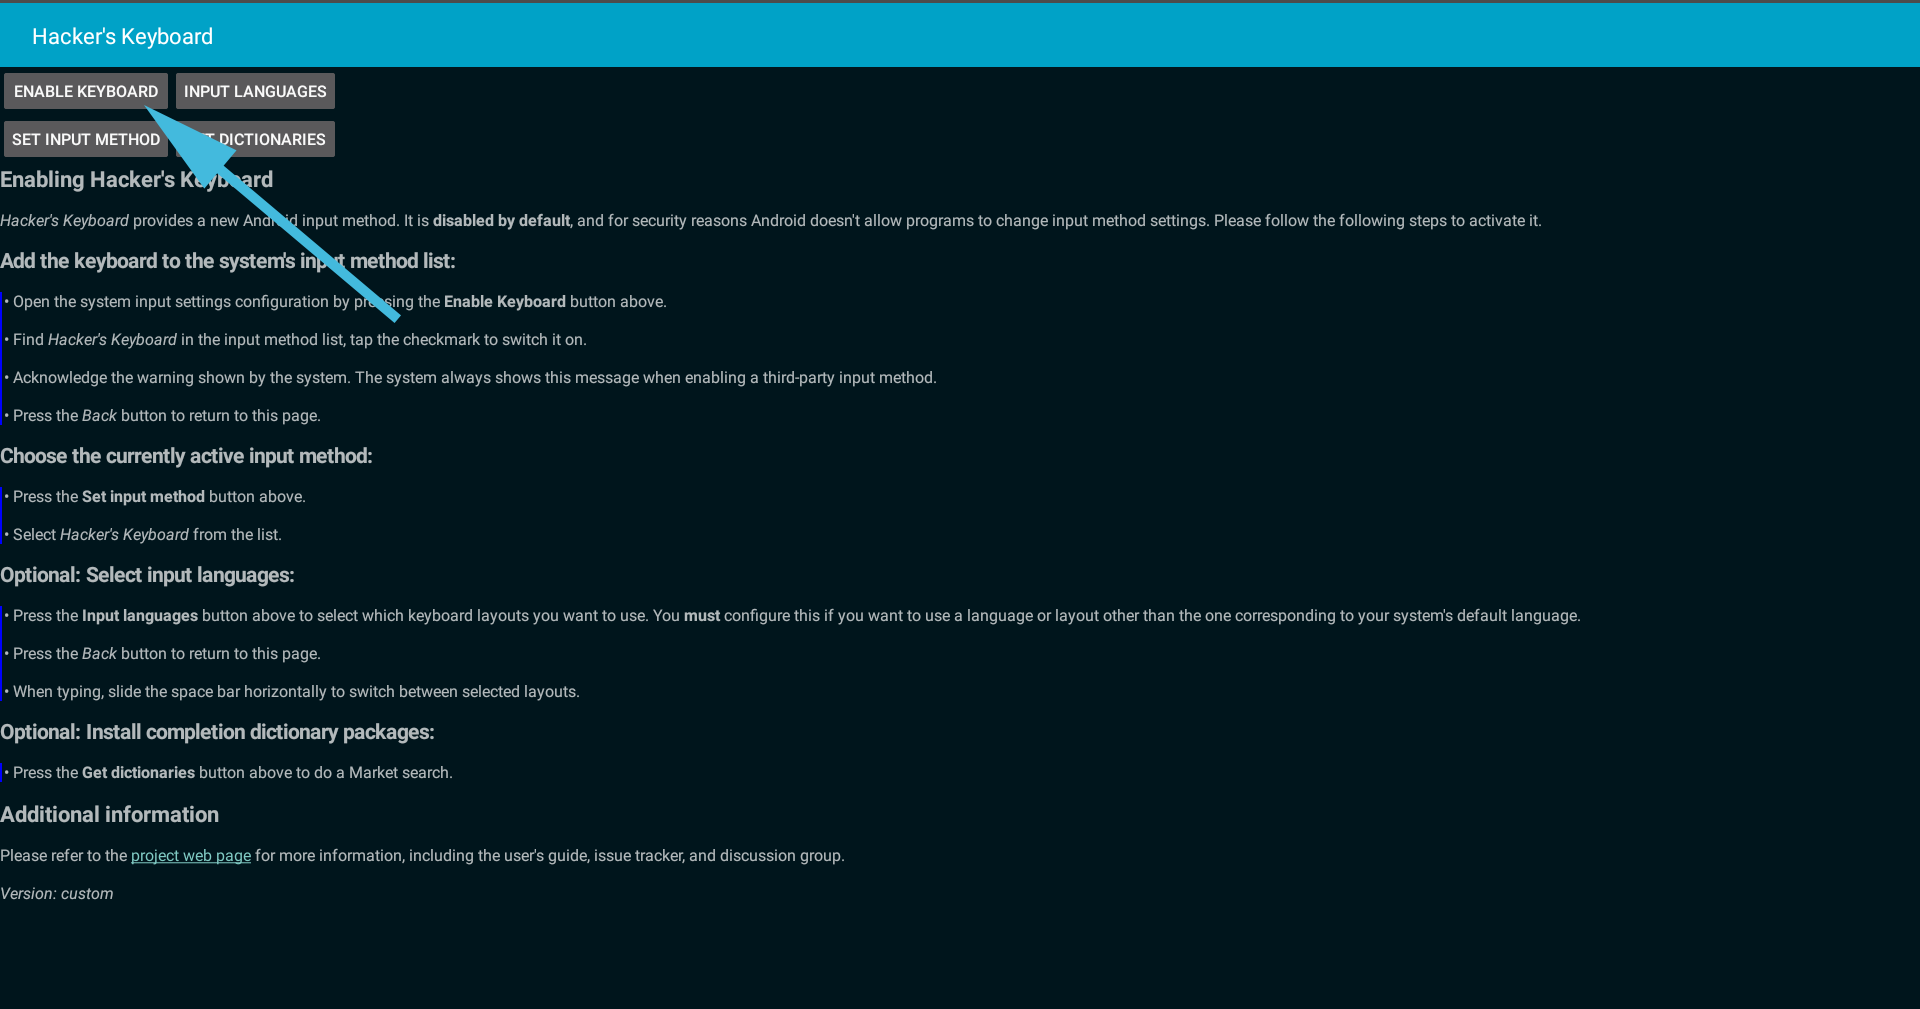 Hacker's Keyboard
ENABLE KEYBOARD INPUT LANGUAGES
SET INPUT METHOD DICTIONARIES
Enabling Hacker's Keyboard
Hacker's Keyboard provides a new Android input method. It is disabled by default, and for security reasons Android doesn't allow programs to change input method settings. Please follow the following steps to activate it.
Add the keyboard to the system's input method list:
• Open the system input settings configuration by pressing the Enable Keyboard button above.
• Find Hacker's Keyboard in the input method list, tap the checkmark to switch it on.
• Acknowledge the warning shown by the system. The system always shows this message when enabling a third-party input method.
• Press the Back button to return to this page.
Choose the currently active input method:
• Press the Set input method button above.
• Select Hacker's Keyboard from the list.
Optional: Select input languages:
• Press the Input languages button above to select which keyboard layouts you want to use. You must configure this if you want to use a language or layout other than the one corresponding to your system's default language.
• Press the Back button to return to this page.
• When typing, slide the space bar horizontally to switch between selected layouts.
Optional: Install completion dictionary packages:
• Press the Get dictionaries button above to do a Market search.
Additional information
Please refer to the project web page for more information, including the user's guide, issue tracker, and discussion group.
Version: custom